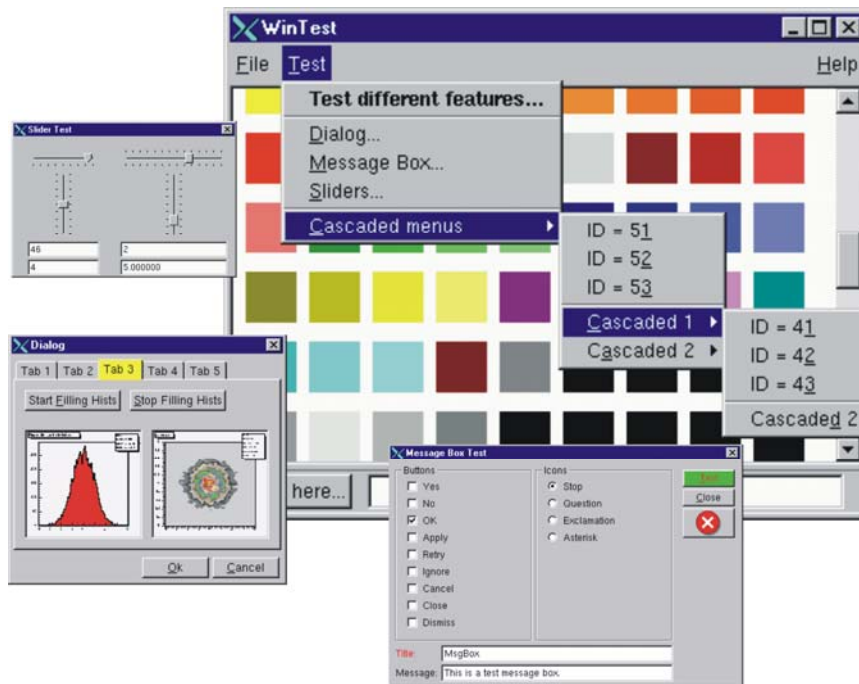 WinTest
File Test Help
Test different features...
Dialog...
Message Box...
Sliders...
Cascaded menus
ID = 51
ID = 52
ID = 53
Cascaded 1
Cascaded 2
ID = 41
ID = 42
ID = 43
Cascaded 2
here...
Slider Test
46 2
4 5.000000
Dialog
Tab 1 Tab 2 Tab 3 Tab 4 Tab 5
Start Filling Hists Stop Filling Hists
Ok Cancel
Message Box Test
Buttons
Yes
No
OK
Apply
Retry
Ignore
Cancel
Close
Dismiss
Icons
Stop
Question
Exclamation
Asterisk
Test
Close
Title: MsgBox
Message: This is a test message box.